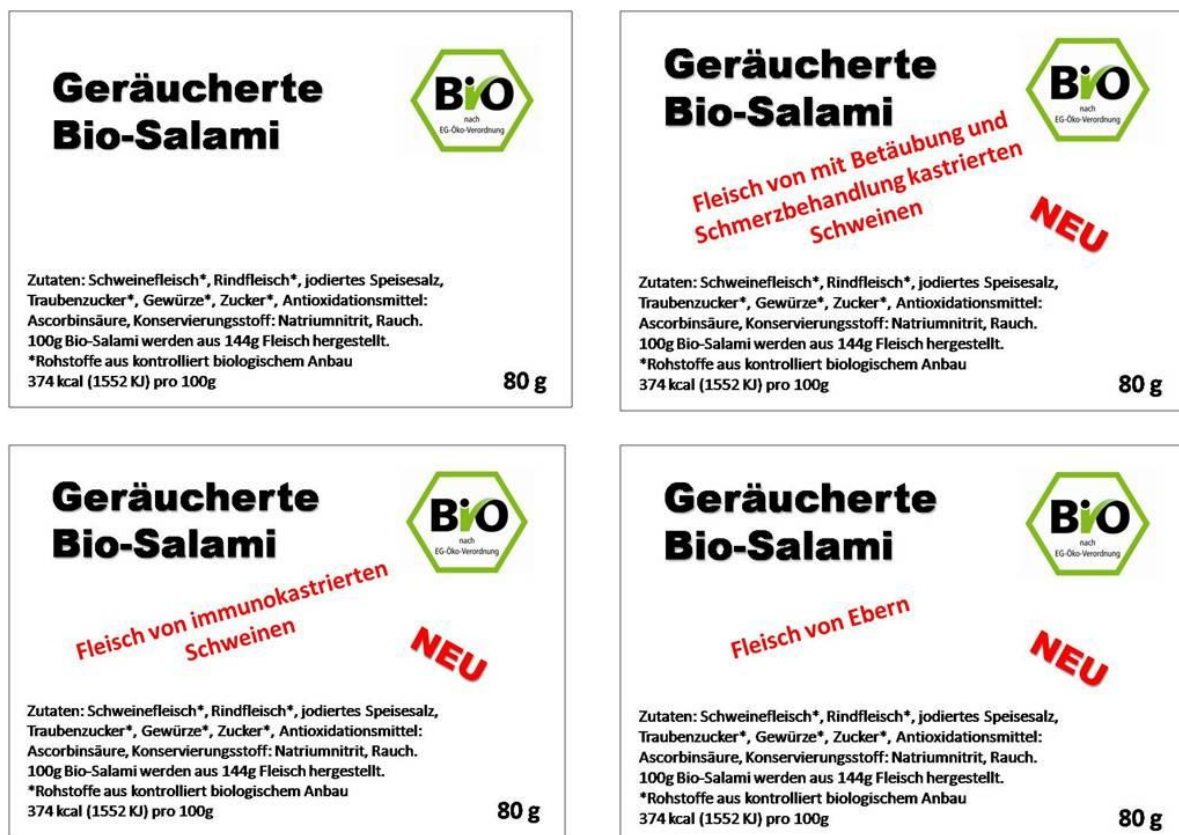 Geräucherte
Bio-Salami
BiO
nach
EG-Öko-Verordnung
Zutaten: Schweinefleisch*, Rindfleisch*, jodiertes Speisesalz,
Traubenzucker*, Gewürze*, Zucker*, Antioxidationsmittel:
Ascorbinsäure, Konservierungsstoff: Natriumnitrit, Rauch.
100g Bio-Salami werden aus 144g Fleisch hergestellt.
*Rohstoffe aus kontrolliert biologischem Anbau
374 kcal (1552 KJ) pro 100g
80 g
Geräucherte
Bio-Salami
BiO
nach
EG-Öko-Verordnung
Fleisch von mit Betäubung und
Schmerzbehandlung kastrierten
Schweinen
NEU
Zutaten: Schweinefleisch*, Rindfleisch*, jodiertes Speisesalz,
Traubenzucker*, Gewürze*, Zucker*, Antioxidationsmittel:
Ascorbinsäure, Konservierungsstoff: Natriumnitrit, Rauch.
100g Bio-Salami werden aus 144g Fleisch hergestellt.
*Rohstoffe aus kontrolliert biologischem Anbau
374 kcal (1552 KJ) pro 100g
80 g
Geräucherte
Bio-Salami
BiO
nach
EG-Öko-Verordnung
Fleisch von immunokastrierten
Schweinen
NEU
Zutaten: Schweinefleisch*, Rindfleisch*, jodiertes Speisesalz,
Traubenzucker*, Gewürze*, Zucker*, Antioxidationsmittel:
Ascorbinsäure, Konservierungsstoff: Natriumnitrit, Rauch.
100g Bio-Salami werden aus 144g Fleisch hergestellt.
*Rohstoffe aus kontrolliert biologischem Anbau
374 kcal (1552 KJ) pro 100g
80 g
Geräucherte
Bio-Salami
BiO
nach
EG-Öko-Verordnung
Fleisch von Ebern
NEU
Zutaten: Schweinefleisch*, Rindfleisch*, jodiertes Speisesalz,
Traubenzucker*, Gewürze*, Zucker*, Antioxidationsmittel:
Ascorbinsäure, Konservierungsstoff: Natriumnitrit, Rauch.
100g Bio-Salami werden aus 144g Fleisch hergestellt.
*Rohstoffe aus kontrolliert biologischem Anbau
374 kcal (1552 KJ) pro 100g
80 g